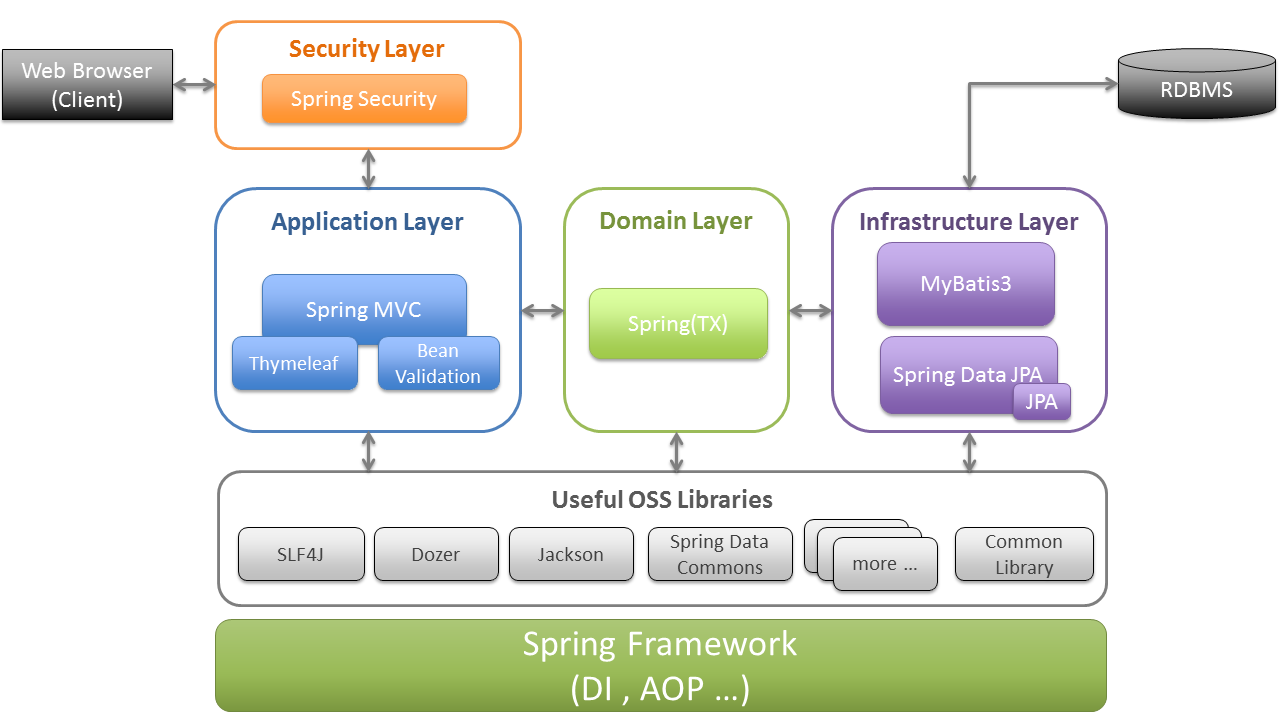 Security Layer
Web Browser
(Client)
Spring Security
RDBMS
Application Layer
Domain Layer
Infrastructure Layer
Spring MVC
Thymeleaf
Bean
Validation
Spring(TX)
MyBatis3
Spring Data JPA
JPA
Useful OSS Libraries
SLF4J
Dozer
Jackson
Spring Data
Commons
more ...
Common
Library
Spring Framework
(DI , AOP ...)